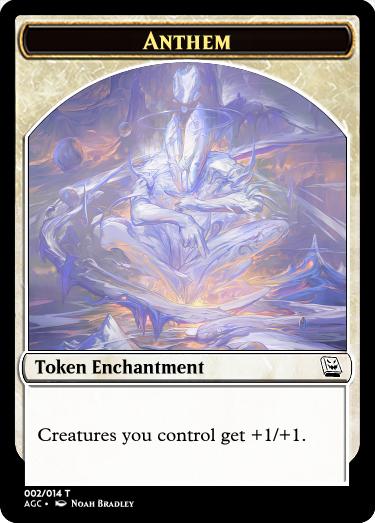 Anthem
Token Enchantment
Creatures you control get +1/+1.
002/014 T
AGC • Noah Bradley